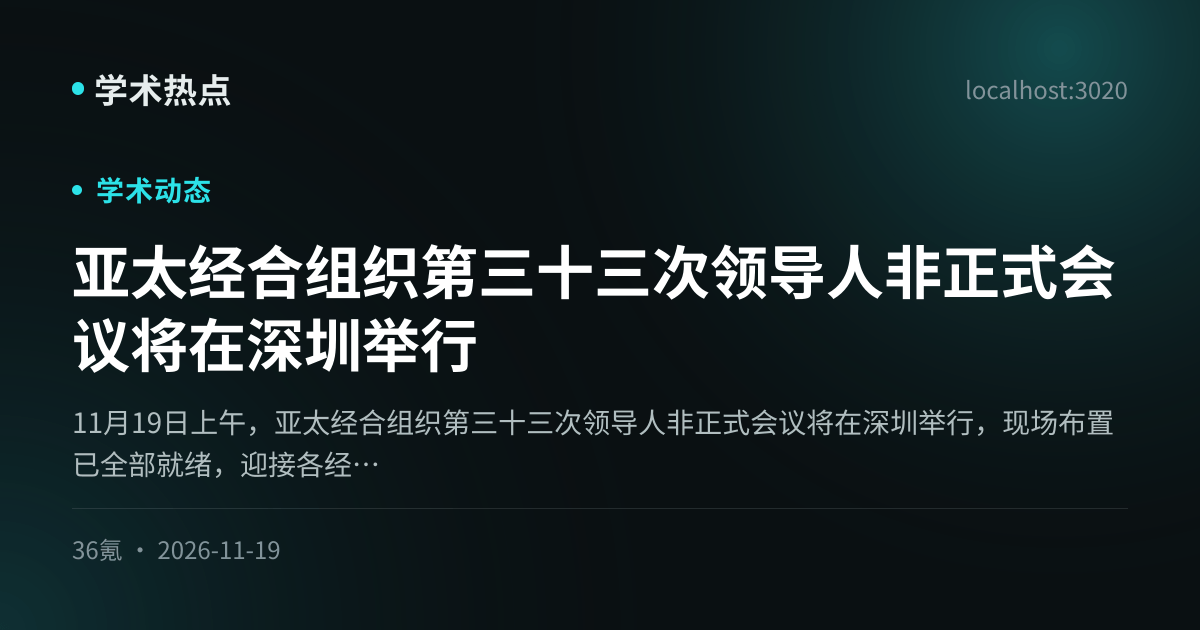 学术热点
localhost:3020
学术动态
亚太经合组织第三十三次领导人非正式会
议将在深圳举行
11月19日上午，亚太经合组织第三十三次领导人非正式会议将在深圳举行，现场布置
已全部就绪，迎接各经…
36氪 · 2026-11-19